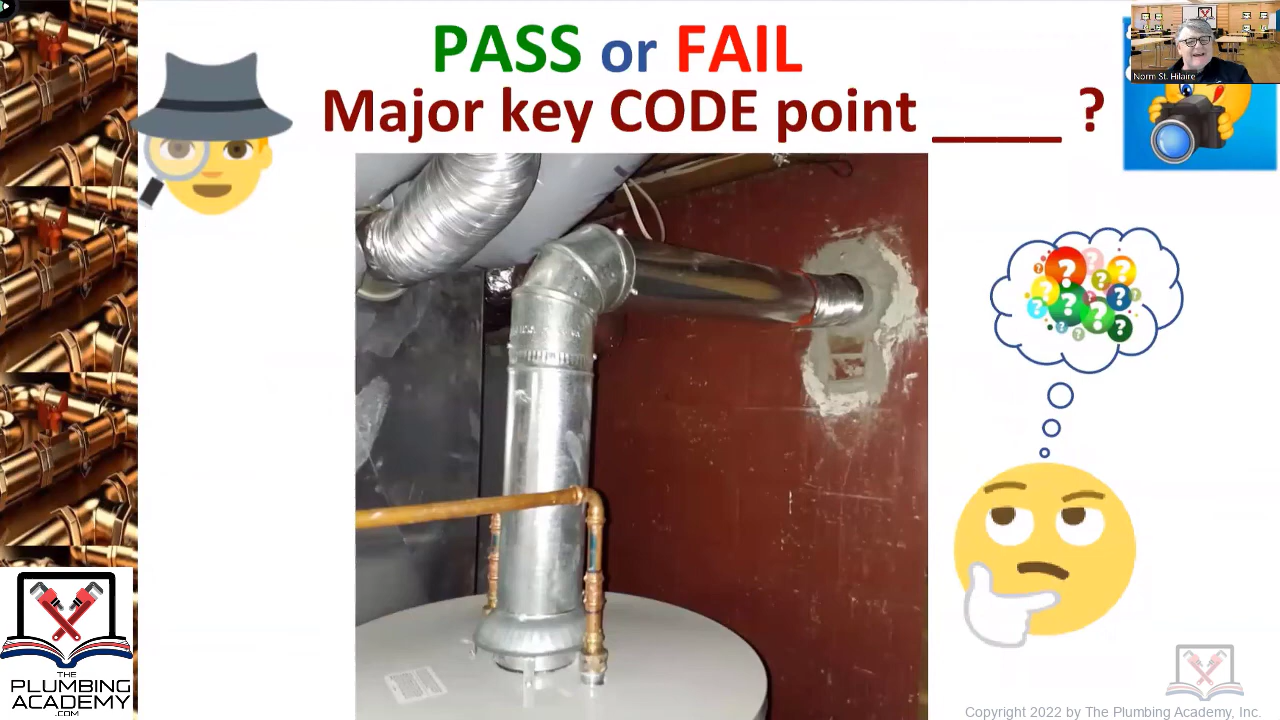 PASS or FAIL
Major key CODE point ____ ?
Norm St. Hilaire
? ? ? ? ? ? ? ? ?
THE
PLUMBING
ACADEMY
.COM
Copyright 2022 by The Plumbing Academy, Inc.